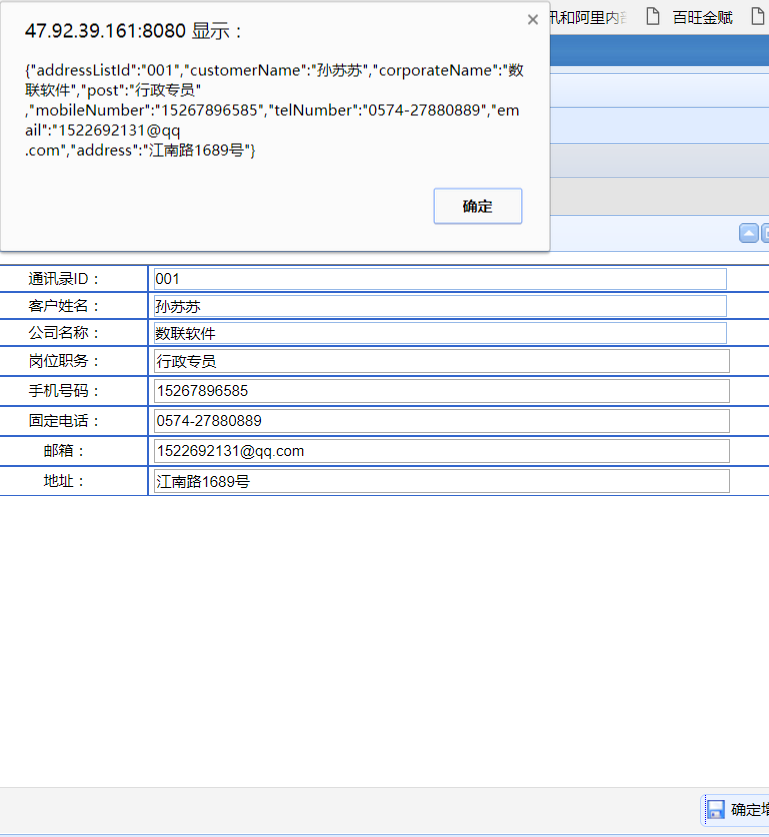 47.92.39.161:8080 显示：
{"addressListId":"001","customerName":"孙苏苏","corporateName":"数
联软件","post":"行政专员"
,"mobileNumber":"15267896585","telNumber":"0574-27880889","em
ail":"1522692131@qq
.com","address":"江南路1689号"}
确定
讯和阿里内
百旺金赋
通讯录ID： 001
客户姓名： 孙苏苏
公司名称： 数联软件
岗位职务： 行政专员
手机号码： 15267896585
固定电话： 0574-27880889
邮箱： 1522692131@qq.com
地址： 江南路1689号
确定增